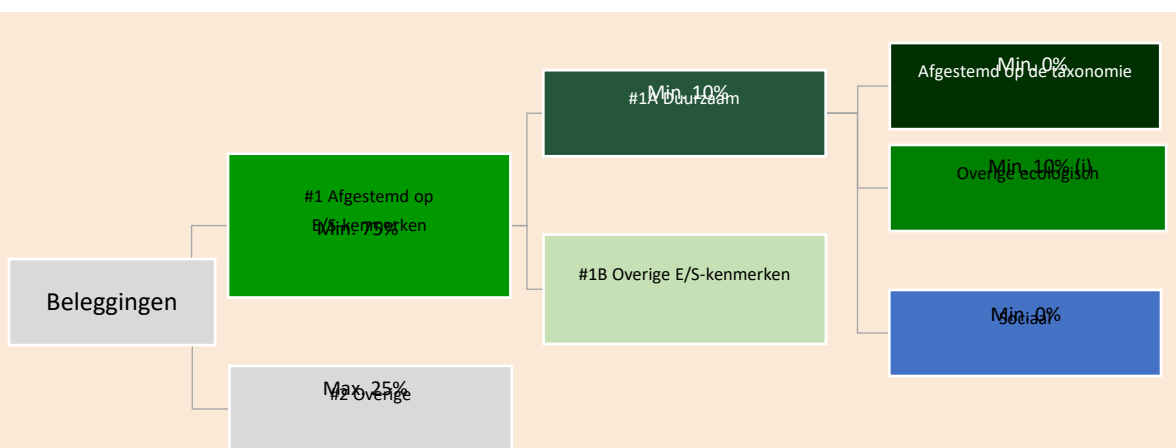 Beleggingen
#1 Afgestemd op
E/S-kenmerken
Min. 75%
#2 Overige
Max. 25%
#1A Duurzaam
Min. 10%
#1B Overige E/S-kenmerken
Afgestemd op de taxonomie
Min. 0%
Overige ecologisch
Min. 10% (i)
Sociaal
Min. 0%